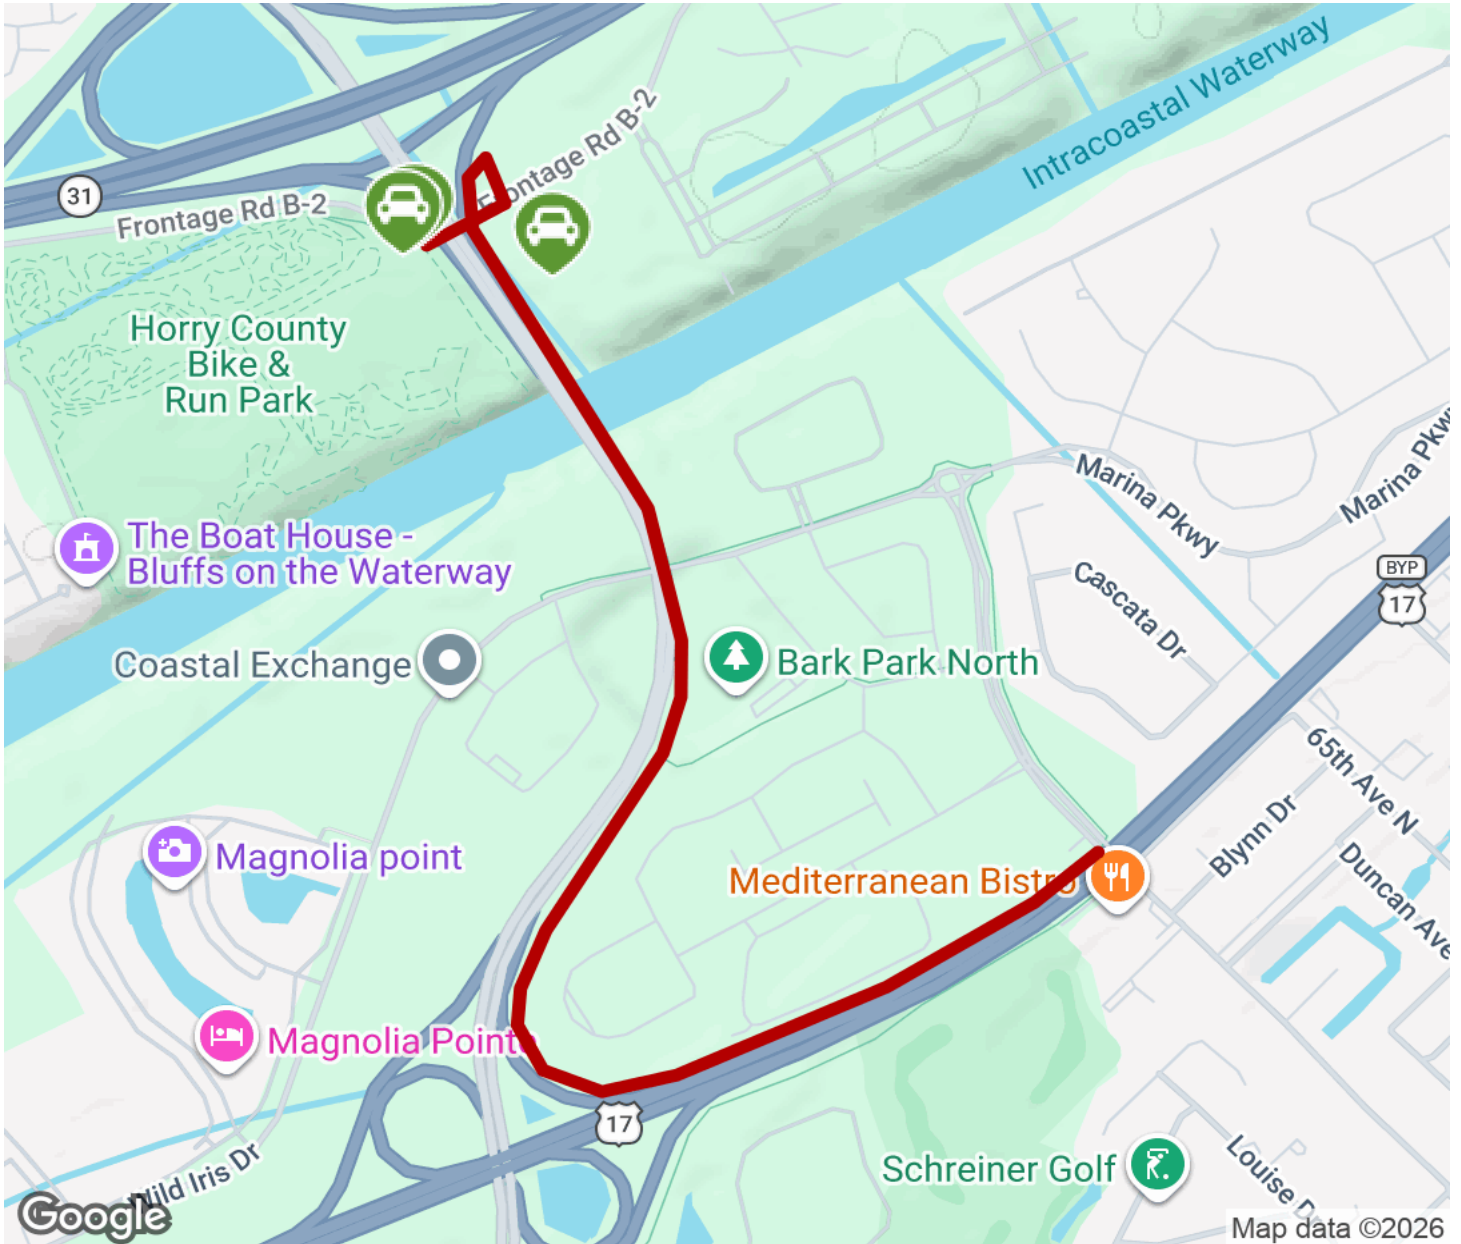 Intracoastal Waterway
Frontage Rd B-2
31
Frontage Rd B-2
Horry County
Bike &
Run Park
Marina Pkwy
Marina Pkwy
The Boat House -
Bluffs on the Waterway
BYP
17
Cascata Dr
Coastal Exchange
Bark Park North
65th Ave N
Blynn Dr
Magnolia point
Mediterranean Bistro
Duncan Ave
Magnolia Pointe
17
Schreiner Golf
Louise D
Wild Iris Dr
Google
Map data ©2026